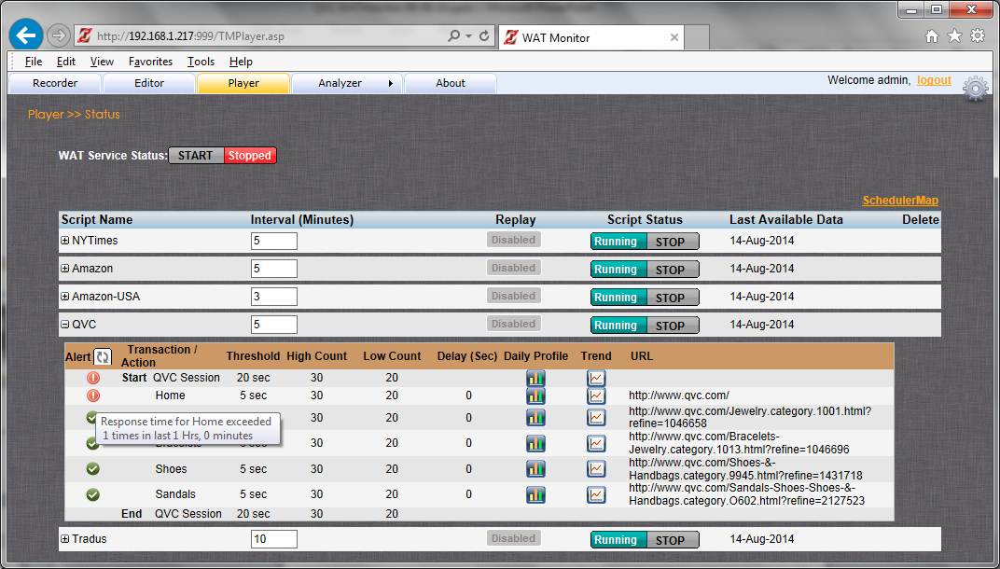 http://192.168.1.217:999/TMPlayer.asp
WAT Monitor
File Edit View Favorites Tools Help
Recorder Editor Player Analyzer About
Welcome admin, logout
Player >> Status
WAT Service Status: START Stopped
SchedulerMap
Script Name Interval (Minutes) Replay Script Status Last Available Data Delete
NYTimes 5 Disabled Running STOP 14-Aug-2014
Amazon 5 Disabled Running STOP 14-Aug-2014
Amazon-USA 3 Disabled Running STOP 14-Aug-2014
QVC 5 Disabled Running STOP 14-Aug-2014
Alert Transaction / Action Threshold High Count Low Count Delay (Sec) Daily Profile Trend URL
Start QVC Session 20 sec 30 20
Home 5 sec 30 20 0 http://www.qvc.com/
30 20 0 http://www.qvc.com/Jewelry.category.1001.html?
refine=1046658
Response time for Home exceeded
1 times in last 1 Hrs, 0 minutes
30 20 0 http://www.qvc.com/Bracelets-
Jewelry.category.1013.html?refine=1046696
Shoes 5 sec 30 20 0 http://www.qvc.com/Shoes-&-
Handbags.category.9945.html?refine=1431718
Sandals 5 sec 30 20 0 http://www.qvc.com/Sandals-Shoes-Shoes-&-
Handbags.category.O602.html?refine=2127523
End QVC Session 20 sec 30 20
Tradus 10 Disabled Running STOP 14-Aug-2014